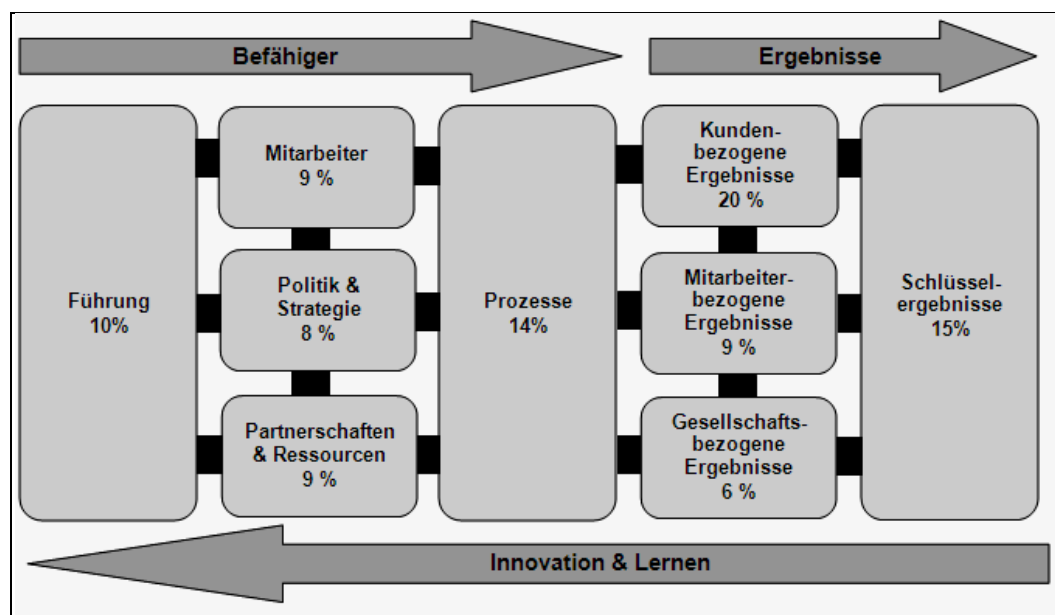 Befähiger
Ergebnisse
Führung
10%
Mitarbeiter
9 %
Politik &
Strategie
8 %
Partnerschaften
& Ressourcen
9 %
Prozesse
14%
Kunden-
bezogene
Ergebnisse
20 %
Mitarbeiter-
bezogene
Ergebnisse
9 %
Gesellschafts-
bezogene
Ergebnisse
6 %
Schlüssel-
ergebnisse
15%
Innovation & Lernen